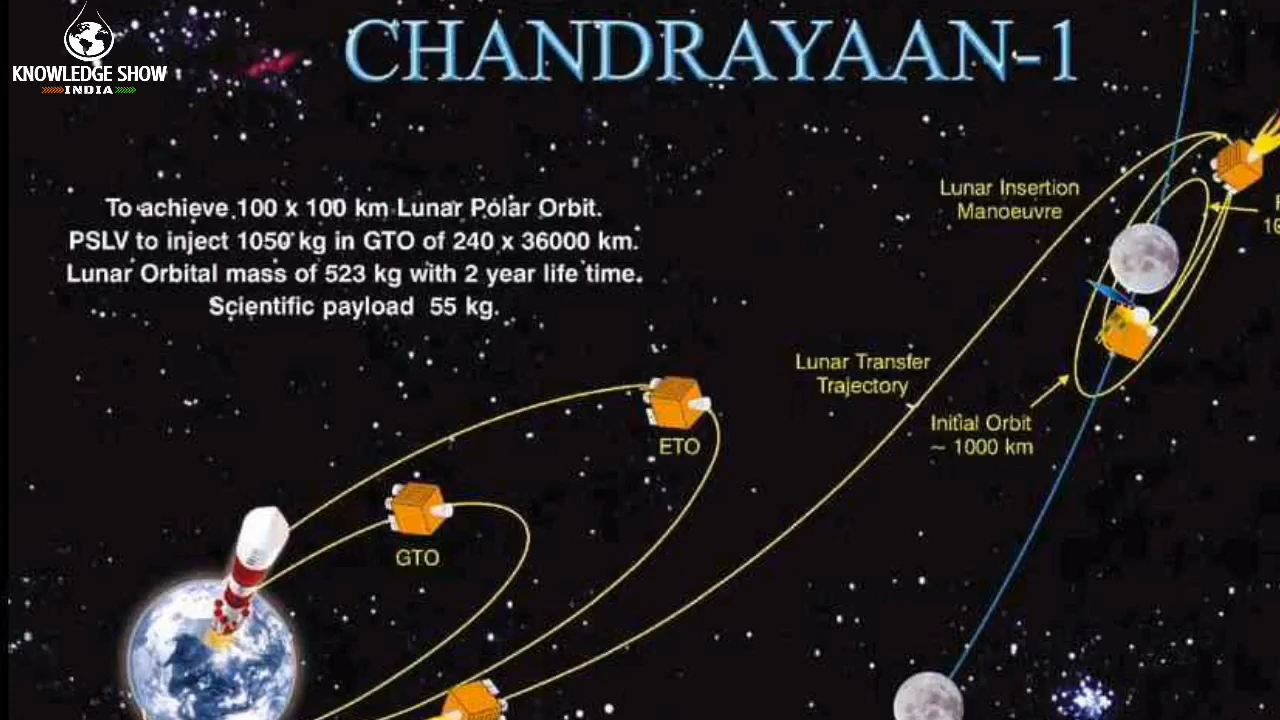 KNOWLEDGE SHOW
INDIA
CHANDRAYAAN-1
To achieve 100 x 100 km Lunar Polar Orbit.
PSLV to inject 1050 kg in GTO of 240 x 36000 km.
Lunar Orbital mass of 523 kg with 2 year life time.
Scientific payload 55 kg.
Lunar Insertion
Manoeuvre
Lunar Transfer
Trajectory
Initial Orbit
~ 1000 km
ETO
GTO